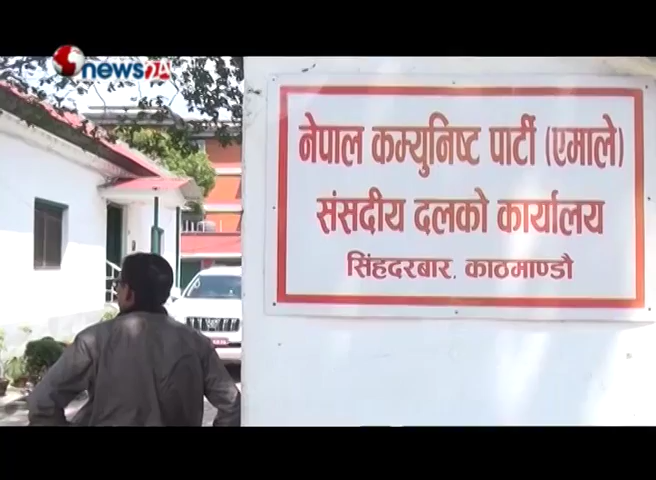 news24
नेपाल कम्युनिष्ट पार्टी (एमाले)
संसदीय दलको कार्यालय
सिंहदरबार, काठमाण्डौ